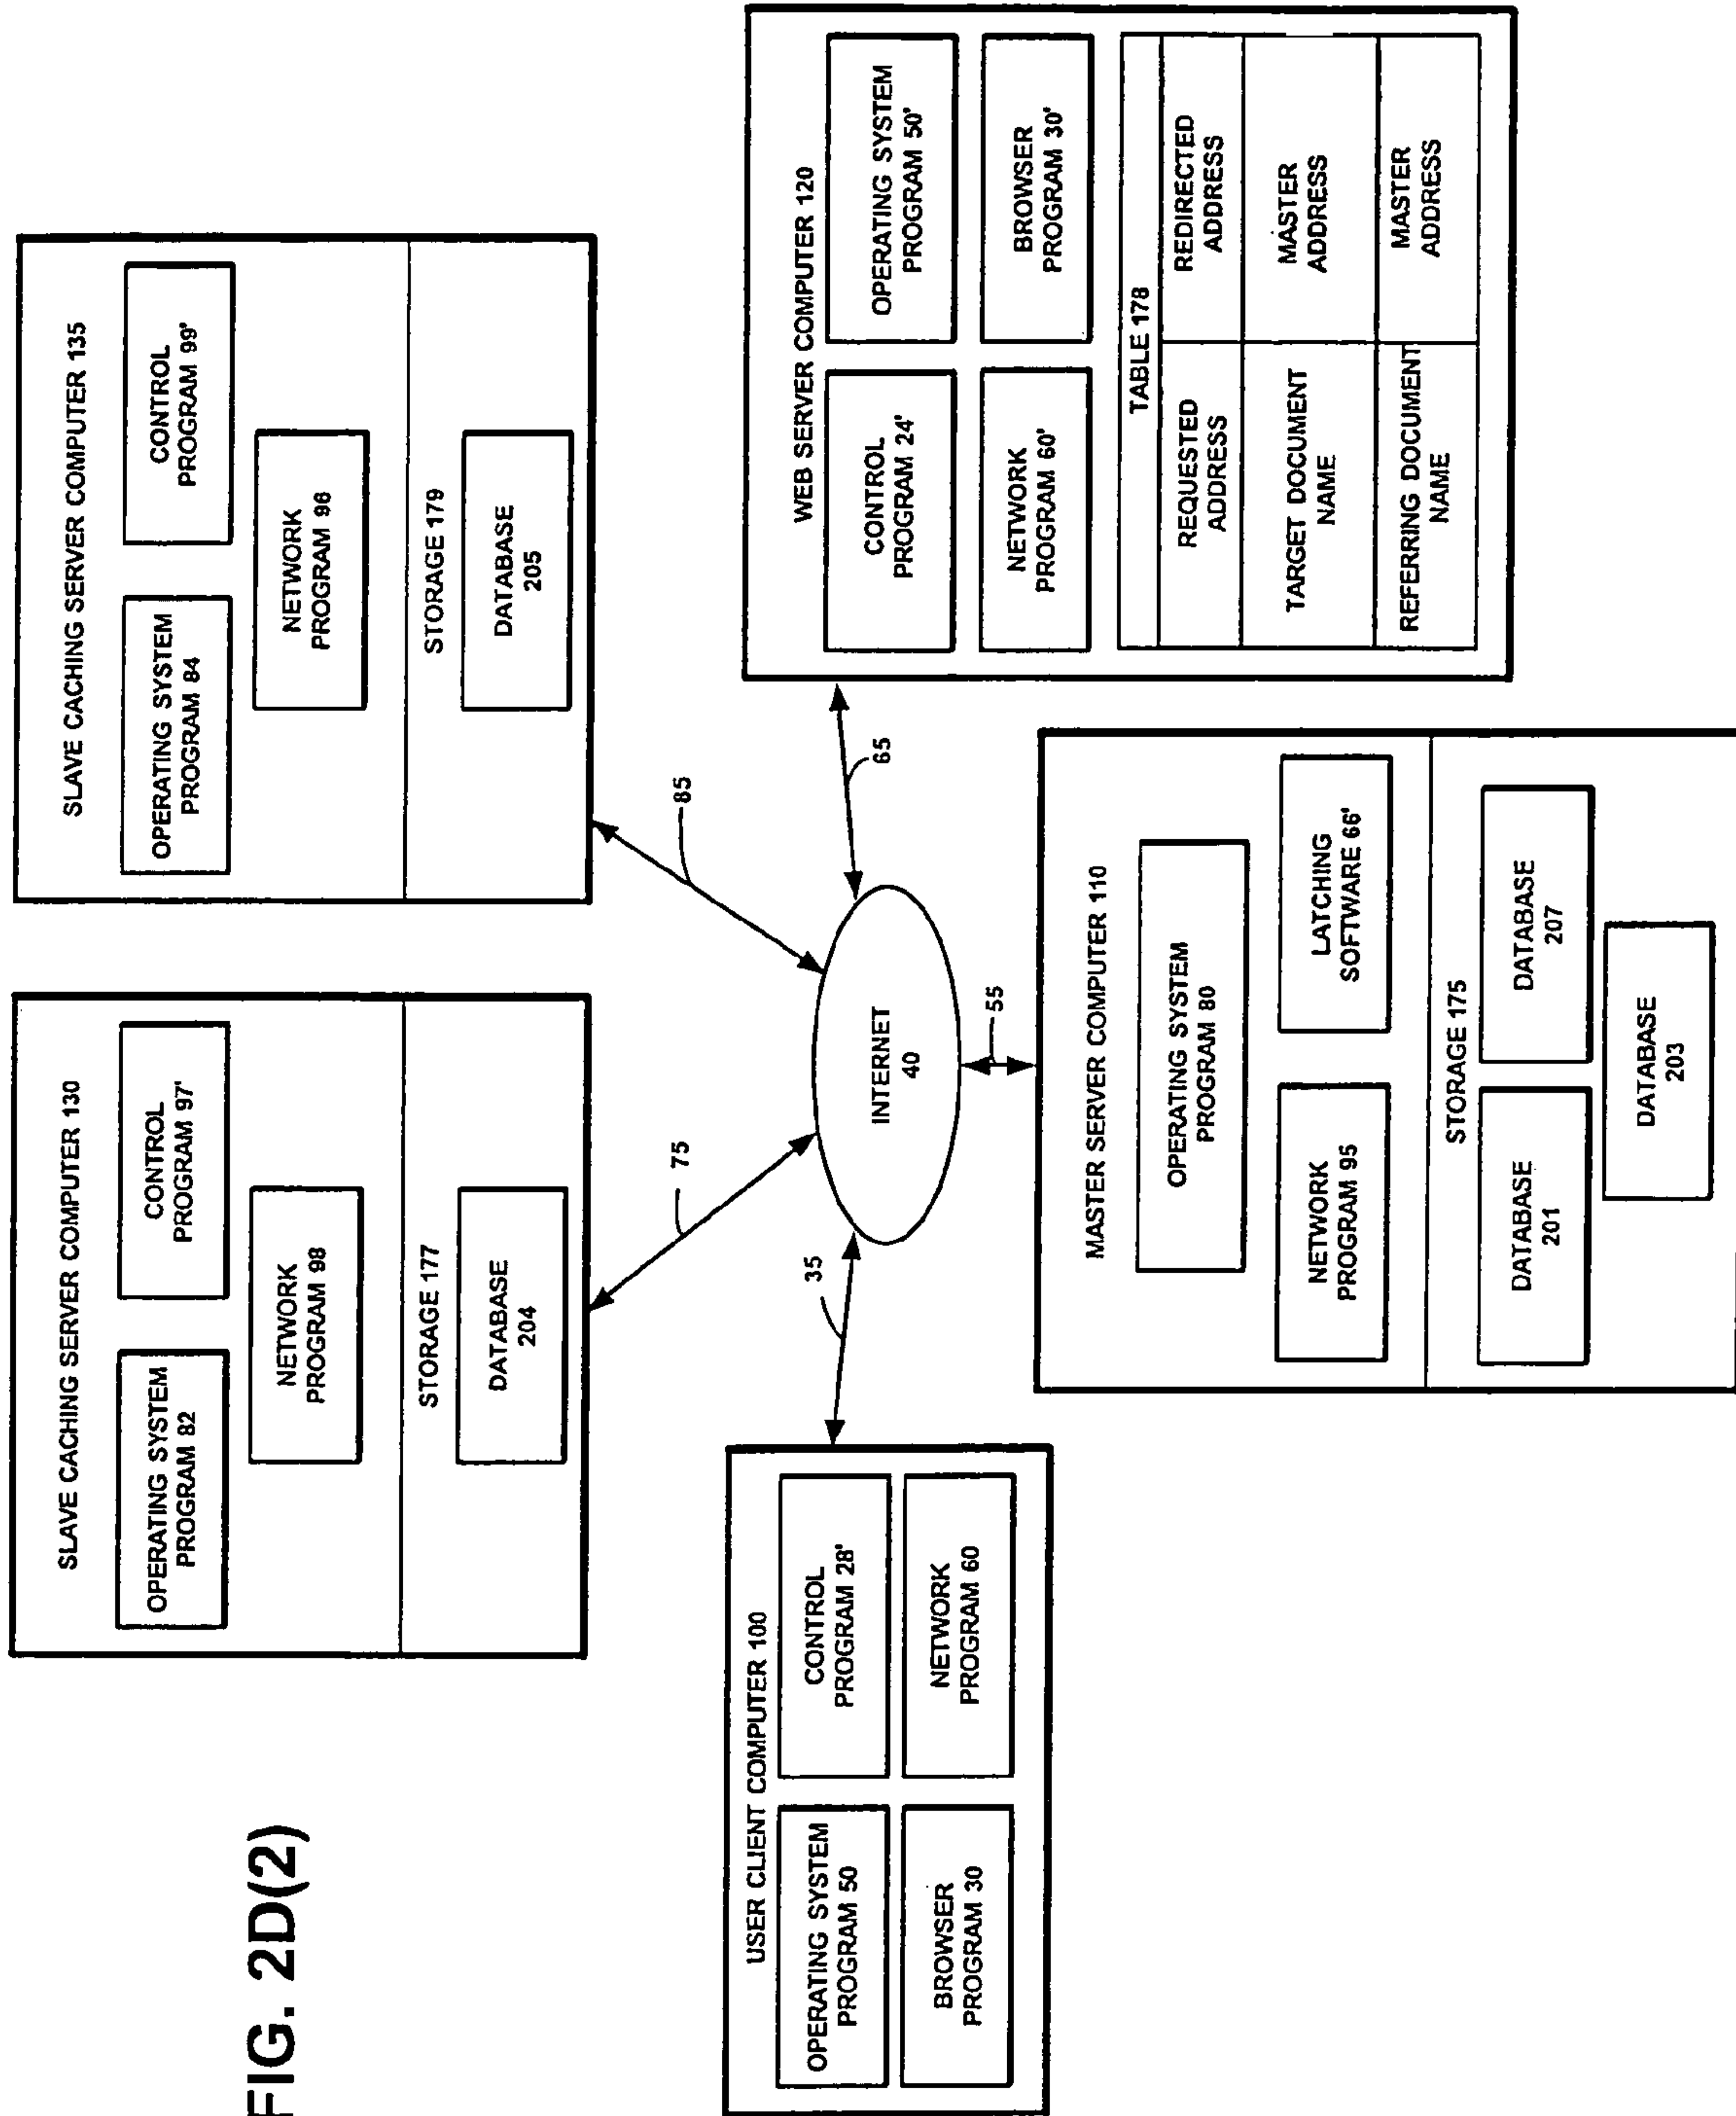 FIG. 2D(2)
SLAVE CACHING SERVER COMPUTER 130
OPERATING SYSTEM
PROGRAM 82
CONTROL
PROGRAM 97'
NETWORK
PROGRAM 98
STORAGE 177
DATABASE
204
SLAVE CACHING SERVER COMPUTER 135
OPERATING SYSTEM
PROGRAM 84
CONTROL
PROGRAM 99'
NETWORK
PROGRAM 96
STORAGE 179
DATABASE
205
75
85
35
INTERNET
40
65
55
USER CLIENT COMPUTER 100
OPERATING SYSTEM
PROGRAM 50
CONTROL
PROGRAM 28'
BROWSER
PROGRAM 30
NETWORK
PROGRAM 60
MASTER SERVER COMPUTER 110
OPERATING SYSTEM
PROGRAM 80
NETWORK
PROGRAM 95
LATCHING
SOFTWARE 66'
STORAGE 175
DATABASE
201
DATABASE
207
DATABASE
203
WEB SERVER COMPUTER 120
CONTROL
PROGRAM 24'
OPERATING SYSTEM
PROGRAM 50'
NETWORK
PROGRAM 60'
BROWSER
PROGRAM 30'
TABLE 178
REQUESTED
ADDRESS
REDIRECTED
ADDRESS
TARGET DOCUMENT
NAME
MASTER
ADDRESS
REFERRING DOCUMENT
NAME
MASTER
ADDRESS